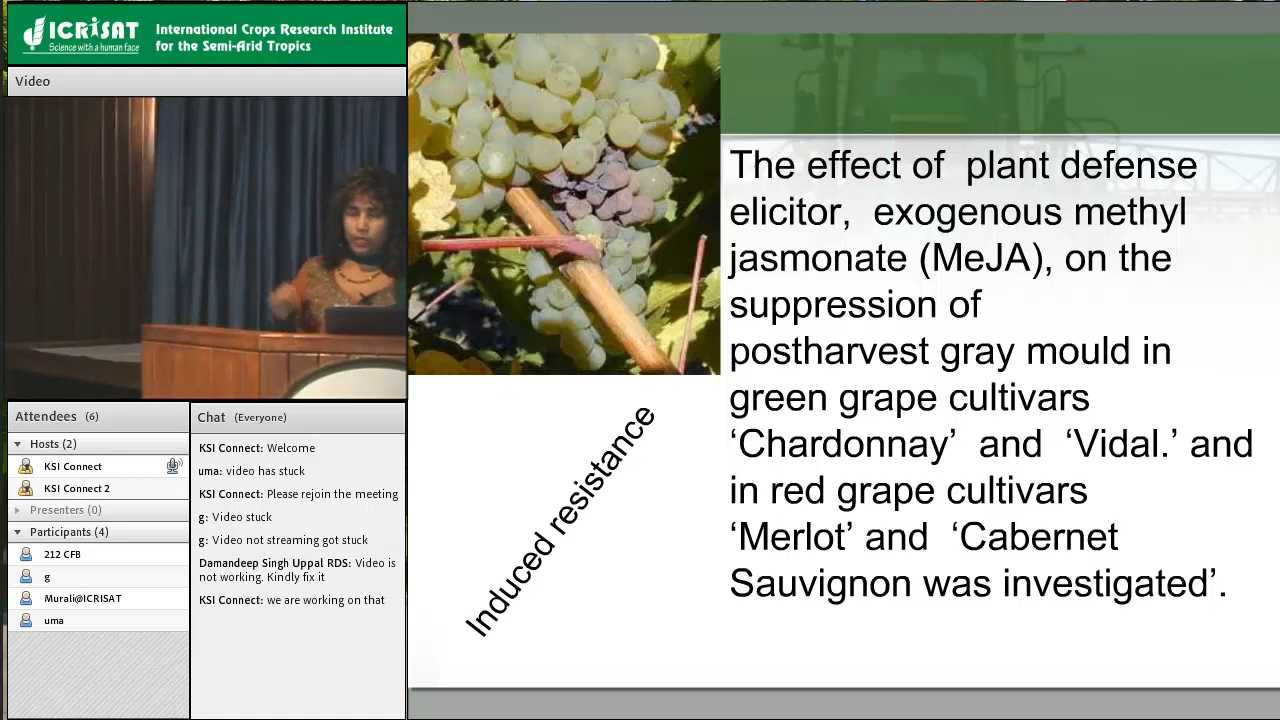 ICRISAT
Science with a human face
International Crops Research Institute
for the Semi-Arid Tropics
Video
Attendees (6)
Hosts (2)
KSI Connect
KSI Connect 2
Presenters (0)
Participants (4)
212 CFB
g
Murali@ICRISAT
uma
Chat (Everyone)
KSI Connect: Welcome
uma: video has stuck
KSI Connect: Please rejoin the meeting
g: Video stuck
g: Video not streaming got stuck
Damandeep Singh Uppal RDS: Video is
not working. Kindly fix it
KSI Connect: we are working on that
Induced resistance
The effect of plant defense
elicitor, exogenous methyl
jasmonate (MeJA), on the
suppression of
postharvest gray mould in
green grape cultivars
‘Chardonnay’ and ‘Vidal.’ and
in red grape cultivars
‘Merlot’ and ‘Cabernet
Sauvignon was investigated’.